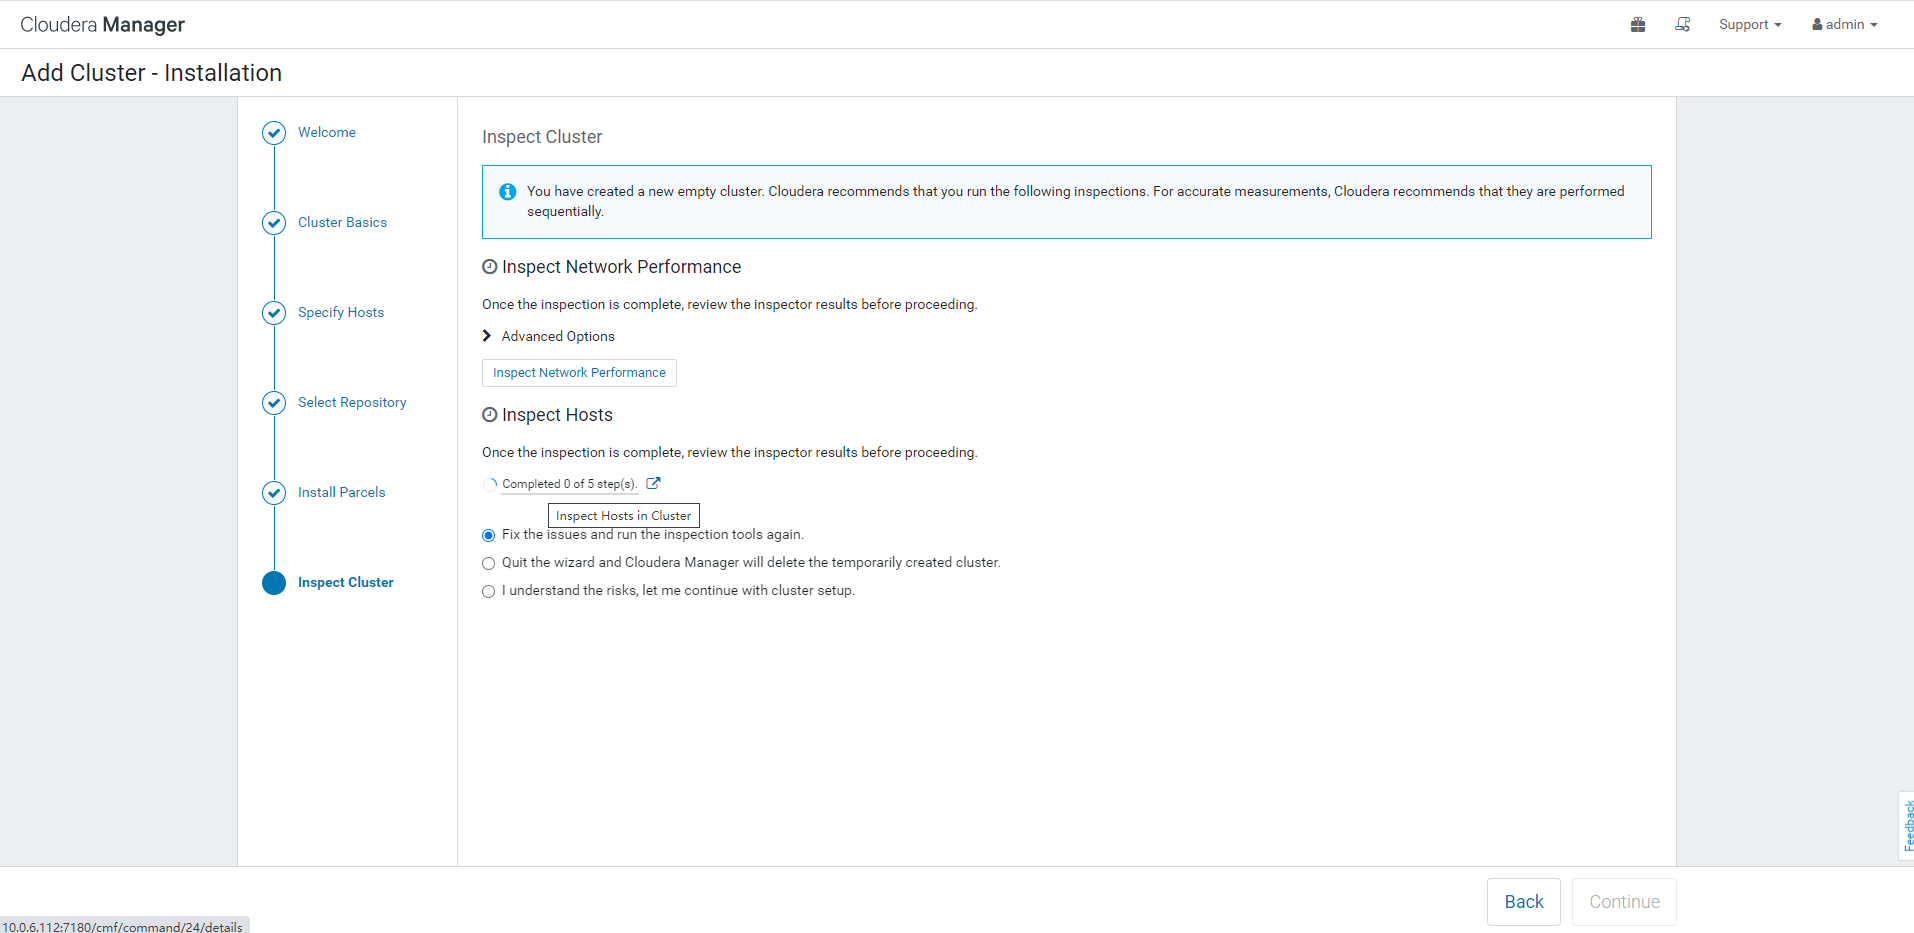 Cloudera Manager
Support
admin
Add Cluster - Installation
Welcome
Cluster Basics
Specify Hosts
Select Repository
Install Parcels
Inspect Cluster
Inspect Cluster
You have created a new empty cluster. Cloudera recommends that you run the following inspections. For accurate measurements, Cloudera recommends that they are performed
sequentially.
Inspect Network Performance
Once the inspection is complete, review the inspector results before proceeding.
Advanced Options
Inspect Network Performance
Inspect Hosts
Once the inspection is complete, review the inspector results before proceeding.
Completed 0 of 5 step(s).
Inspect Hosts in Cluster
Fix the issues and run the inspection tools again.
Quit the wizard and Cloudera Manager will delete the temporarily created cluster.
I understand the risks, let me continue with cluster setup.
Feedback
Back
Continue
10.0.6.112:7180/cmf/command/24/details